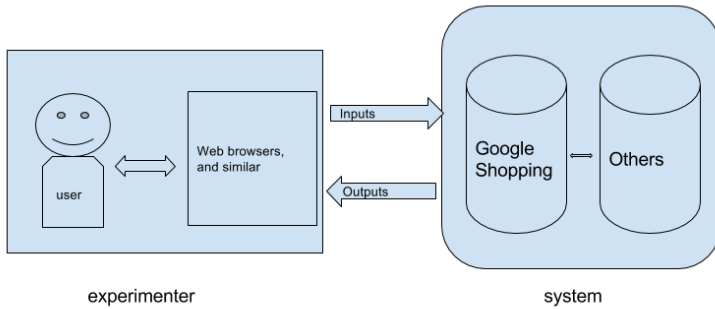 user
Web browsers,
and similar
Inputs
Outputs
Google
Shopping
Others
experimenter
system